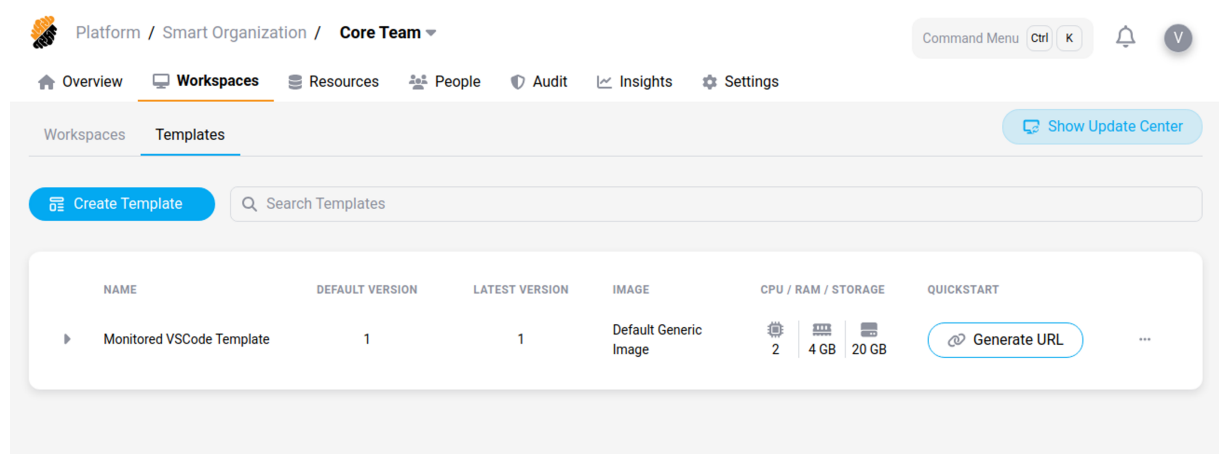 Platform / Smart Organization / Core Team
Command Menu Ctrl K
V
Overview Workspaces Resources People Audit Insights Settings
Workspaces Templates
Show Update Center
Create Template
Search Templates
NAME DEFAULT VERSION LATEST VERSION IMAGE CPU / RAM / STORAGE QUICKSTART
Monitored VSCode Template 1 1 Default Generic
Image
2 4 GB 20 GB
Generate URL
...